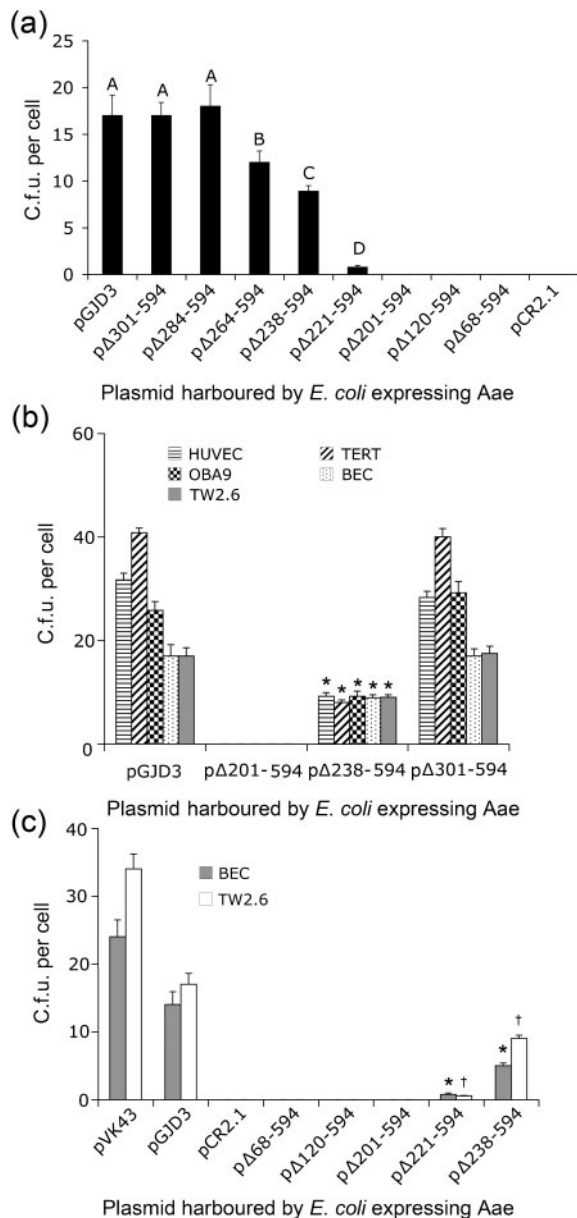 (a)
C.f.u. per cell
25
20
15
10
5
0
A
A
A
B
C
D
pGJD3
pΔ301-594
pΔ284-594
pΔ264-594
pΔ238-594
pΔ221-594
pΔ201-594
pΔ120-594
pΔ68-594
pCR2.1
Plasmid harboured by E. coli expressing Aae
(b)
C.f.u. per cell
60
40
20
0
HUVEC
TERT
OBA9
BEC
TW2.6
* * * * *
pGJD3
pΔ201-594
pΔ238-594
pΔ301-594
Plasmid harboured by E. coli expressing Aae
(c)
C.f.u. per cell
40
30
20
10
0
BEC
TW2.6
* †
* †
pVK43
pGJD3
pCR2.1
pΔ68-594
pΔ120-594
pΔ201-594
pΔ221-594
pΔ238-594
Plasmid harboured by E. coli expressing Aae